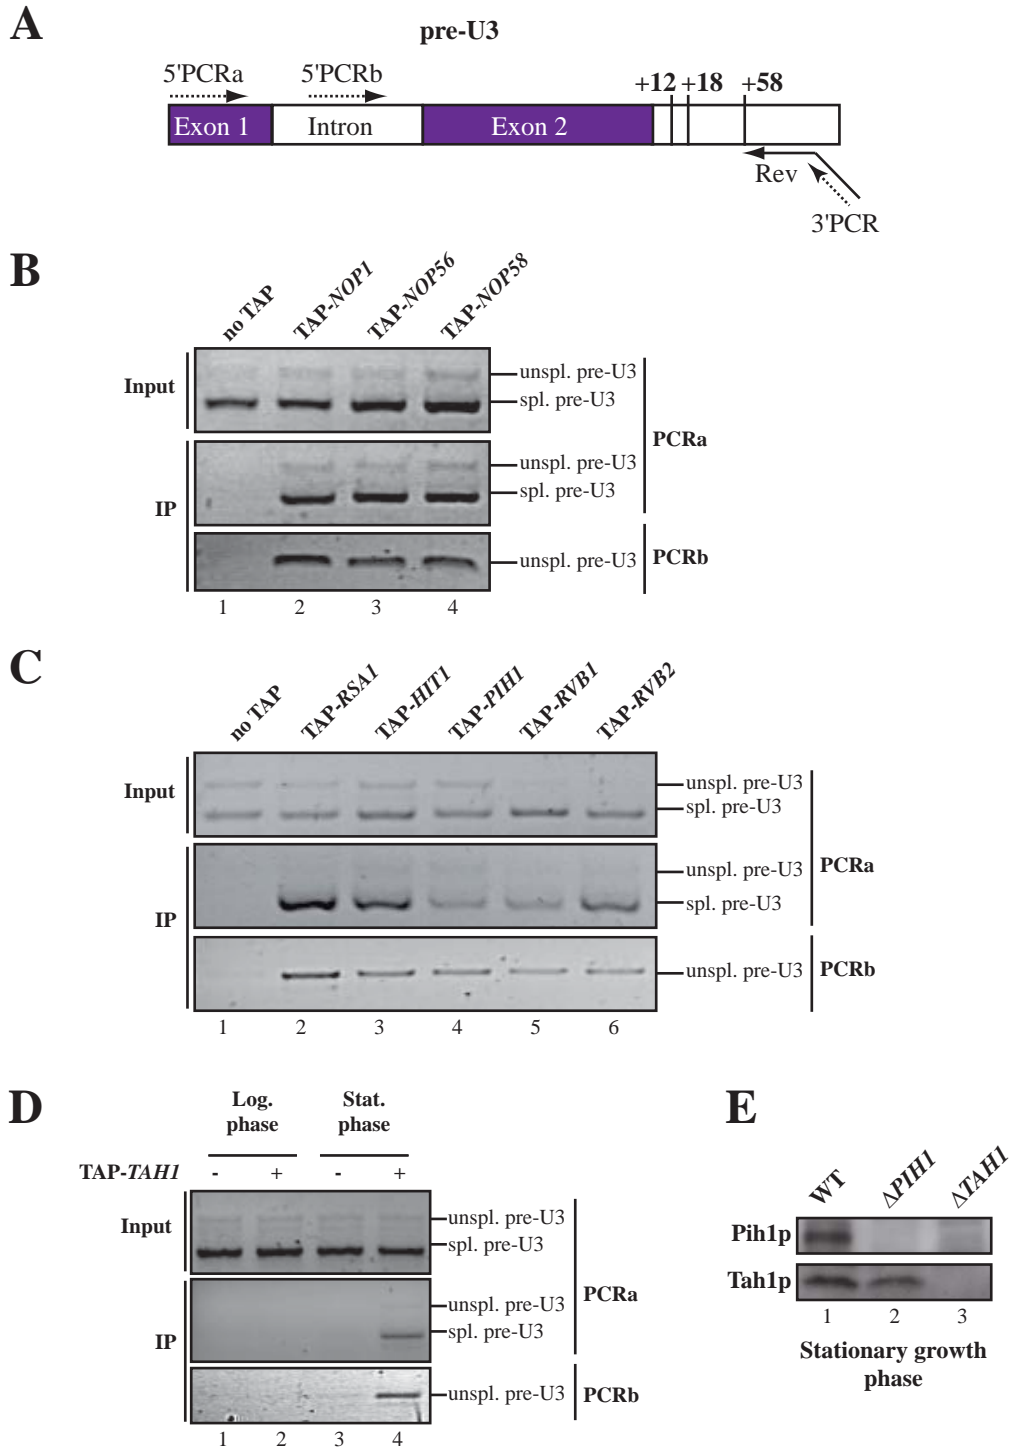 A
pre-U3
5'PCRa
5'PCRb
+12
+18
+58
Exon 1
Intron
Exon 2
Rev
3'PCR
B
no TAP
TAP-NOP1
TAP-NOP56
TAP-NOP58
Input
unspl. pre-U3
spl. pre-U3
PCRa
IP
unspl. pre-U3
spl. pre-U3
unspl. pre-U3
PCRb
1 2 3 4
C
no TAP
TAP-RSA1
TAP-HIT1
TAP-PIH1
TAP-RVB1
TAP-RVB2
Input
unspl. pre-U3
spl. pre-U3
PCRa
IP
unspl. pre-U3
spl. pre-U3
unspl. pre-U3
PCRb
1 2 3 4 5 6
D
Log.
phase
Stat.
phase
TAP-TAH1 - + - +
Input
unspl. pre-U3
spl. pre-U3
PCRa
IP
unspl. pre-U3
spl. pre-U3
unspl. pre-U3
PCRb
1 2 3 4
E
WT
ΔPIH1
ΔTAH1
Pih1p
Tah1p
1 2 3
Stationary growth
phase